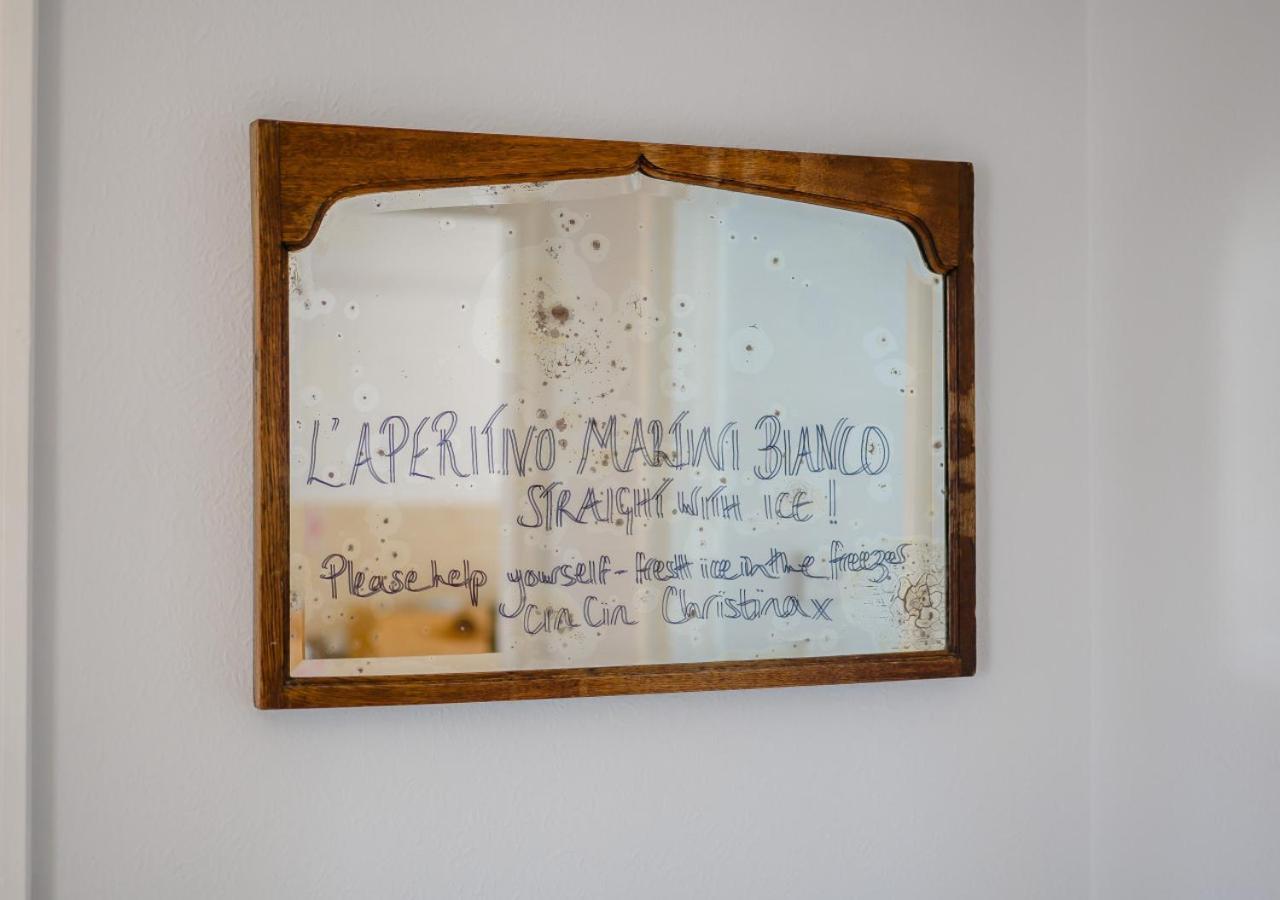 L'APERITIVO MARTINI BIANCO
STRAIGHT WITH ICE !
Please help yourself - fresh ice in the freezer
Cin Cin Christina x